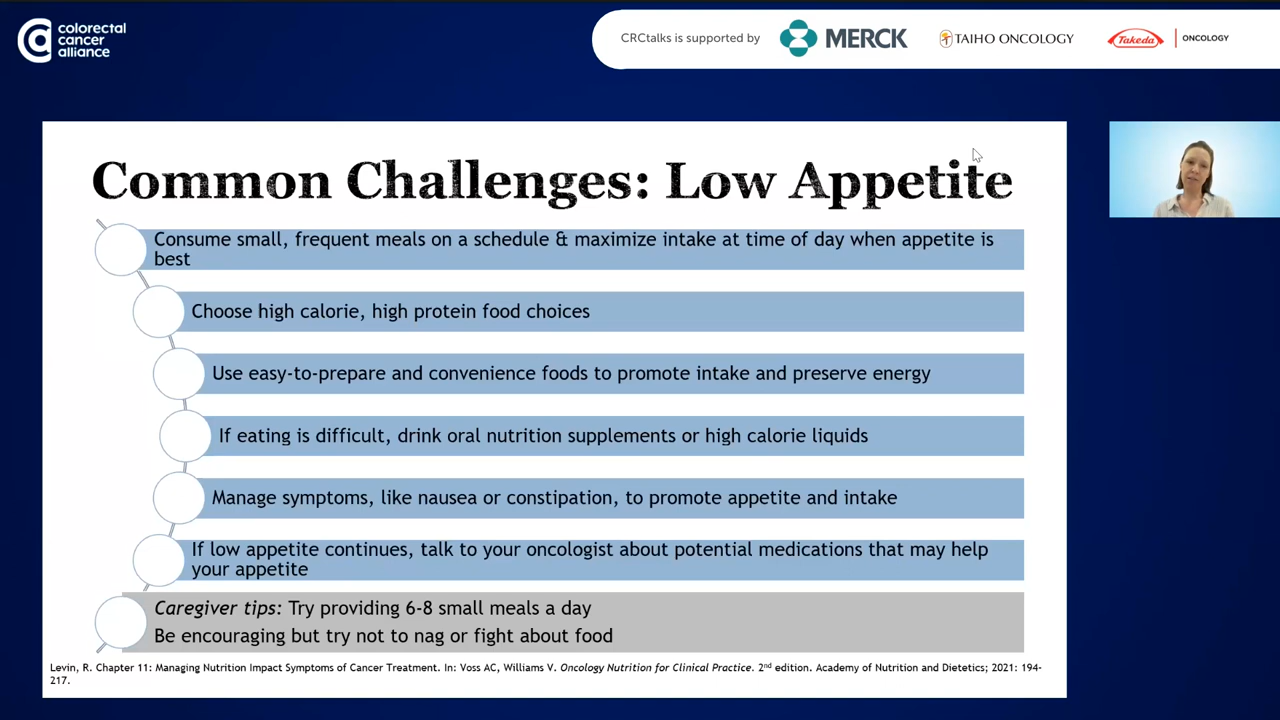 colorectal
cancer
alliance
CRCtalks is supported by
MERCK
TAIHO ONCOLOGY
Takeda
ONCOLOGY
Common Challenges: Low Appetite
Consume small, frequent meals on a schedule & maximize intake at time of day when appetite is
best
Choose high calorie, high protein food choices
Use easy-to-prepare and convenience foods to promote intake and preserve energy
If eating is difficult, drink oral nutrition supplements or high calorie liquids
Manage symptoms, like nausea or constipation, to promote appetite and intake
If low appetite continues, talk to your oncologist about potential medications that may help
your appetite
Caregiver tips: Try providing 6-8 small meals a day
Be encouraging but try not to nag or fight about food
Levin, R. Chapter 11: Managing Nutrition Impact Symptoms of Cancer Treatment. In: Voss AC, Williams V. Oncology Nutrition for Clinical Practice. 2nd edition. Academy of Nutrition and Dietetics; 2021: 194-
217.